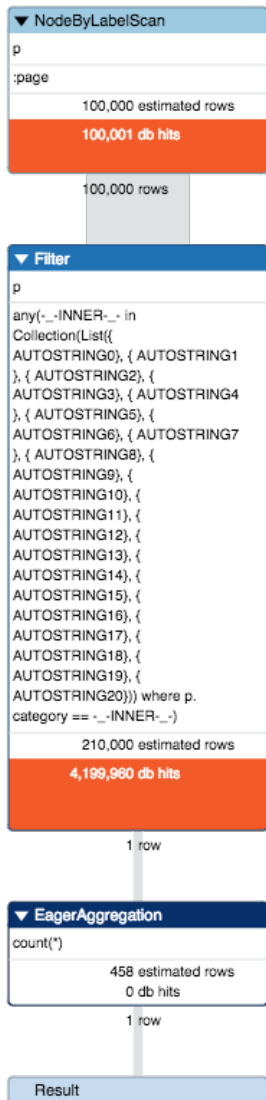 ▼ NodeByLabelScan
p
:page
100,000 estimated rows
100,001 db hits
100,000 rows
▼ Filter
p
any(-_-INNER-_- in
Collection(List({
AUTOSTRING0}, { AUTOSTRING1
}, { AUTOSTRING2}, {
AUTOSTRING3}, { AUTOSTRING4
}, { AUTOSTRING5}, {
AUTOSTRING6}, { AUTOSTRING7
}, { AUTOSTRING8}, {
AUTOSTRING9}, {
AUTOSTRING10}, {
AUTOSTRING11}, {
AUTOSTRING12}, {
AUTOSTRING13}, {
AUTOSTRING14}, {
AUTOSTRING15}, {
AUTOSTRING16}, {
AUTOSTRING17}, {
AUTOSTRING18}, {
AUTOSTRING19}, {
AUTOSTRING20})) where p.
category == -_-INNER-_-)
210,000 estimated rows
4,199,960 db hits
1 row
▼ EagerAggregation
count(*)
458 estimated rows
0 db hits
1 row
Result